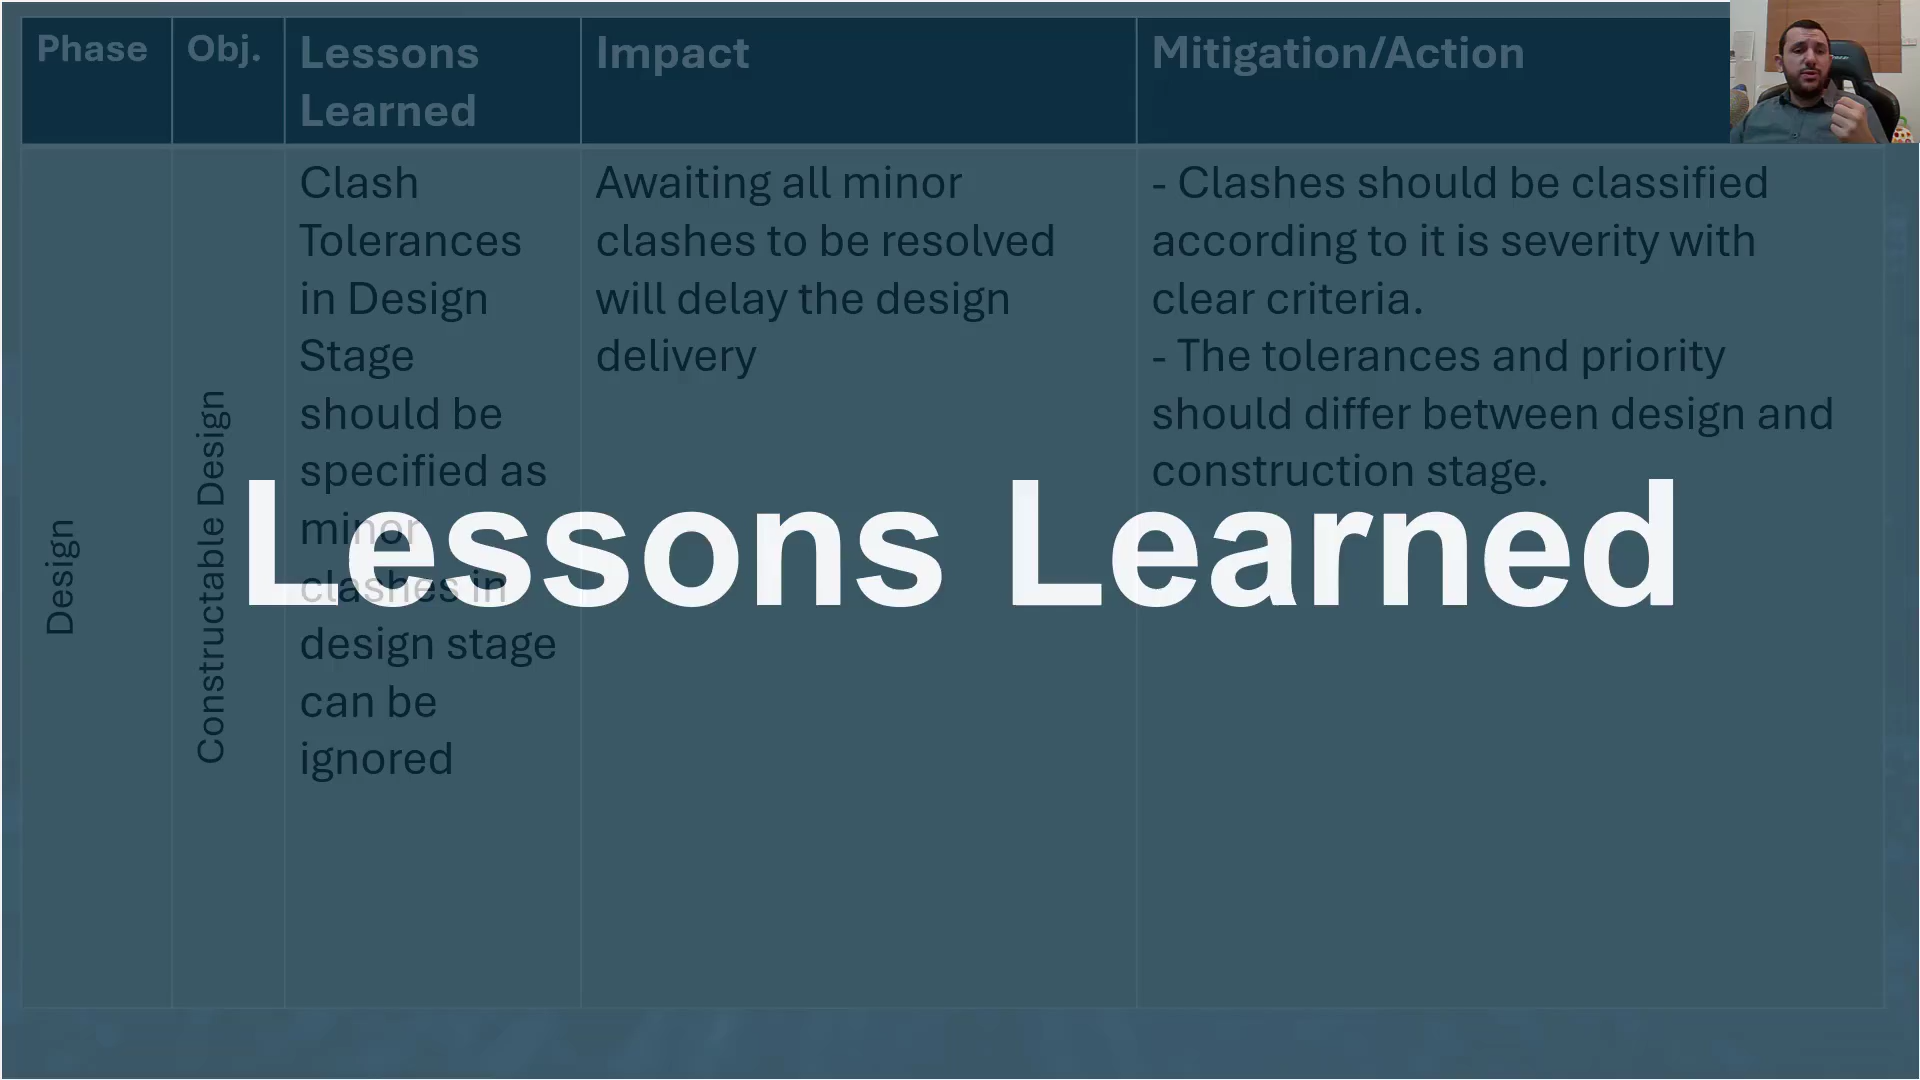 Phase
Obj.
Lessons
Learned
Impact
Mitigation/Action
Design
Constructable Design
Clash
Tolerances
in Design
Stage
should be
specified as
minor
clashes in
design stage
can be
ignored
Awaiting all minor
clashes to be resolved
will delay the design
delivery
- Clashes should be classified
according to it is severity with
clear criteria.
- The tolerances and priority
should differ between design and
construction stage.
Lessons Learned